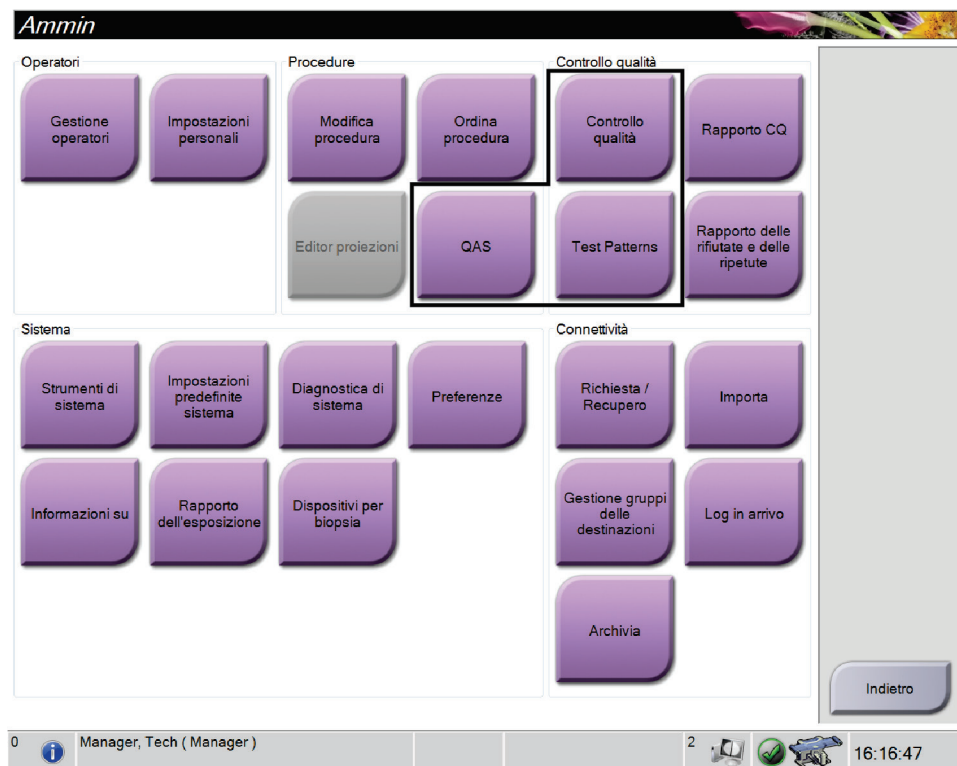 Ammin
Operatori
Gestione
operatori
Impostazioni
personali
Procedure
Modifica
procedura
Ordina
procedura
Editor proiezioni
QAS
Controllo qualità
Controllo
qualità
Rapporto CQ
Test Patterns
Rapporto delle
rifiutate e delle
ripetute
Sistema
Strumenti di
sistema
Impostazioni
predefinite
sistema
Diagnostica di
sistema
Preferenze
Informazioni su
Rapporto
dell'esposizione
Dispositivi per
biopsia
Connettività
Richiesta /
Recupero
Importa
Gestione gruppi
delle
destinazioni
Log in arrivo
Archivia
Indietro
0
Manager, Tech ( Manager )
2
16:16:47